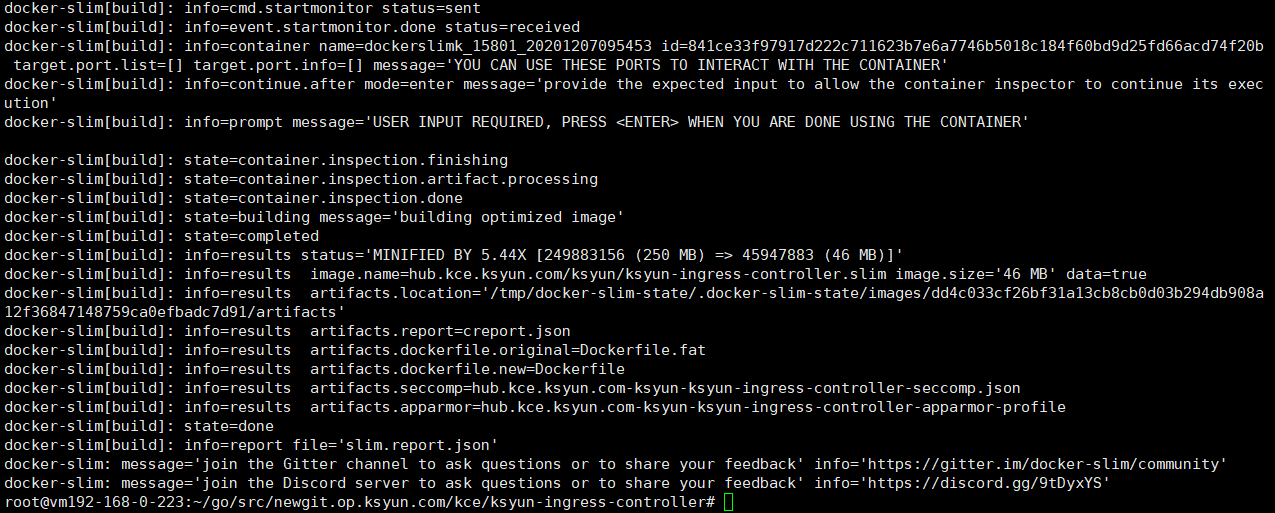 docker-slim[build]: info=cmd.startmonitor status=sent
docker-slim[build]: info=event.startmonitor.done status=received
docker-slim[build]: info=container name=dockerslimk_15801_20201207095453 id=841ce33f97917d222c711623b7e6a7746b5018c184f60bd9d25fd66acd74f20b
 target.port.list=[] target.port.info=[] message='YOU CAN USE THESE PORTS TO INTERACT WITH THE CONTAINER'
docker-slim[build]: info=continue.after mode=enter message='provide the expected input to allow the container inspector to continue its exec
ution'
docker-slim[build]: info=prompt message='USER INPUT REQUIRED, PRESS <ENTER> WHEN YOU ARE DONE USING THE CONTAINER'
docker-slim[build]: state=container.inspection.finishing
docker-slim[build]: state=container.inspection.artifact.processing
docker-slim[build]: state=container.inspection.done
docker-slim[build]: state=building message='building optimized image'
docker-slim[build]: state=completed
docker-slim[build]: info=results status='MINIFIED BY 5.44X [249883156 (250 MB) => 45947883 (46 MB)]'
docker-slim[build]: info=results  image.name=hub.kce.ksyun.com/ksyun/ksyun-ingress-controller.slim image.size='46 MB' data=true
docker-slim[build]: info=results  artifacts.location='/tmp/docker-slim-state/.docker-slim-state/images/dd4c033cf26bf31a13cb8cb0d03b294db908a
12f36847148759ca0efbadc7d91/artifacts'
docker-slim[build]: info=results  artifacts.report=creport.json
docker-slim[build]: info=results  artifacts.dockerfile.original=Dockerfile.fat
docker-slim[build]: info=results  artifacts.dockerfile.new=Dockerfile
docker-slim[build]: info=results  artifacts.seccomp=hub.kce.ksyun.com-ksyun-ksyun-ingress-controller-seccomp.json
docker-slim[build]: info=results  artifacts.apparmor=hub.kce.ksyun.com-ksyun-ksyun-ingress-controller-apparmor-profile
docker-slim[build]: state=done
docker-slim[build]: info=report file='slim.report.json'
docker-slim: message='join the Gitter channel to ask questions or to share your feedback' info='https://gitter.im/docker-slim/community'
docker-slim: message='join the Discord server to ask questions or to share your feedback' info='https://discord.gg/9tDyxYS'
root@vm192-168-0-223:~/go/src/newgit.op.ksyun.com/kce/ksyun-ingress-controller#